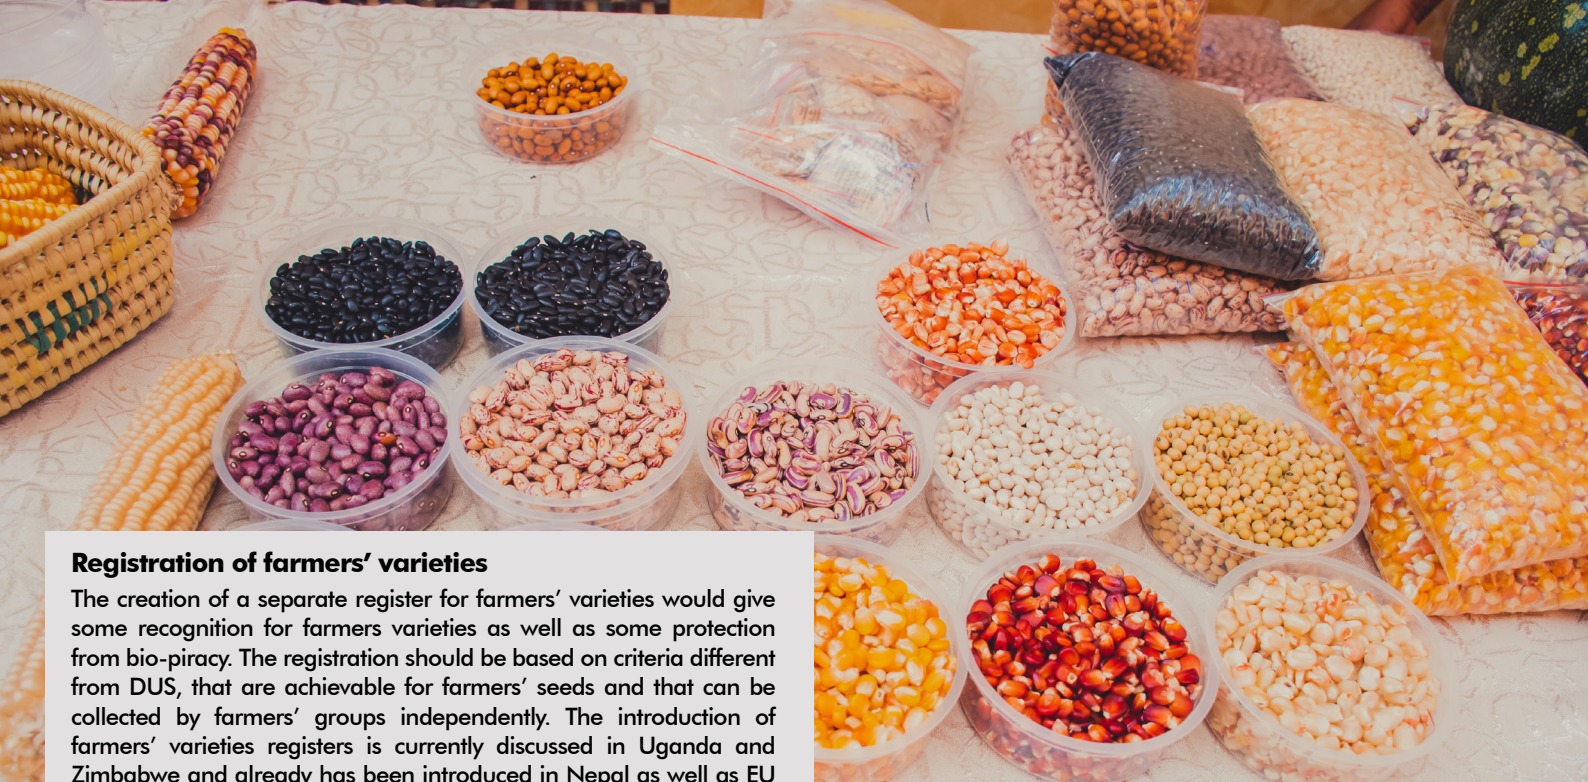 Registration of farmers’ varieties
The creation of a separate register for farmers’ varieties would give
some recognition for farmers varieties as well as some protection
from bio-piracy. The registration should be based on criteria different
from DUS, that are achievable for farmers’ seeds and that can be
collected by farmers’ groups independently. The introduction of
farmers’ varieties registers is currently discussed in Uganda and
Zimbabwe and already has been introduced in Nepal as well as EU